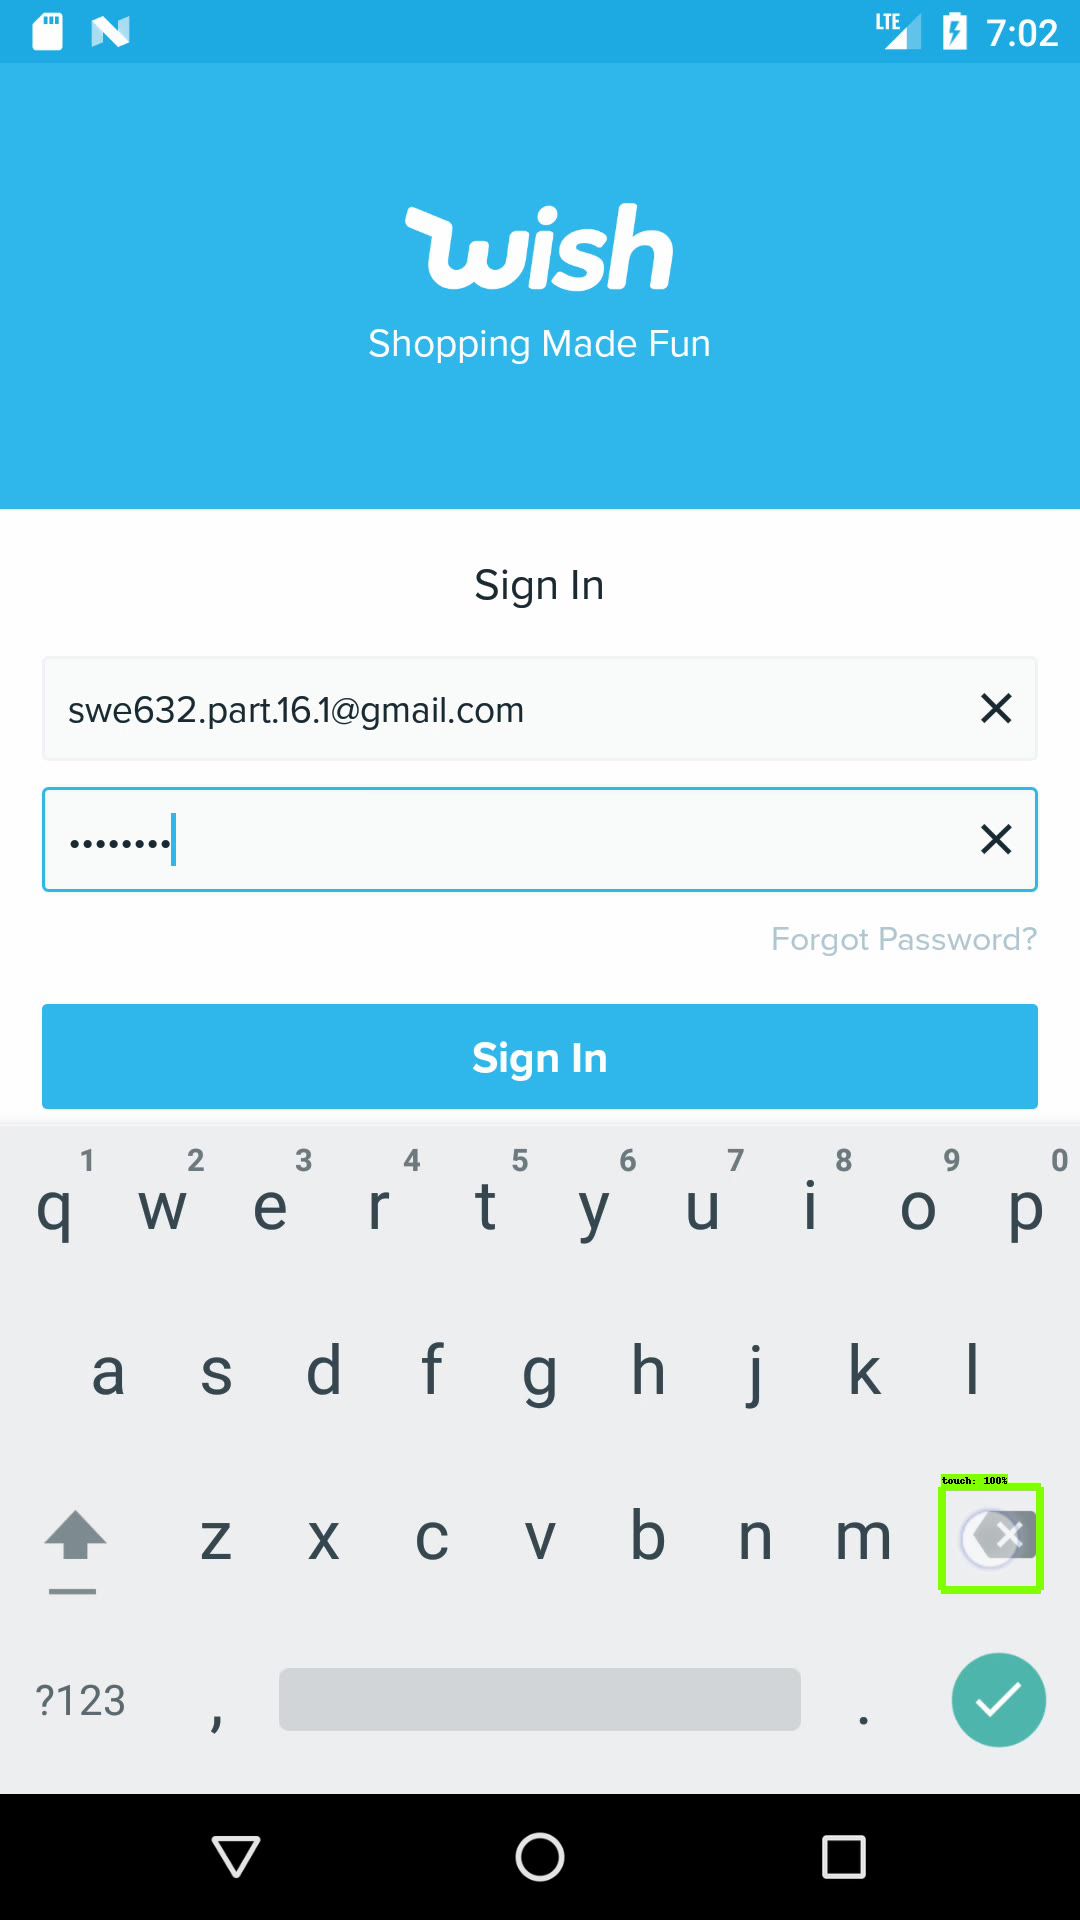 LTE 7:02
wish
Shopping Made Fun
Sign In
swe632.part.16.1@gmail.com
••••••••
Forgot Password?
Sign In
1 2 3 4 5 6 7 8 9 0
q w e r t y u i o p
a s d f g h j k l
touch: 100%
z x c v b n m
?123 , .